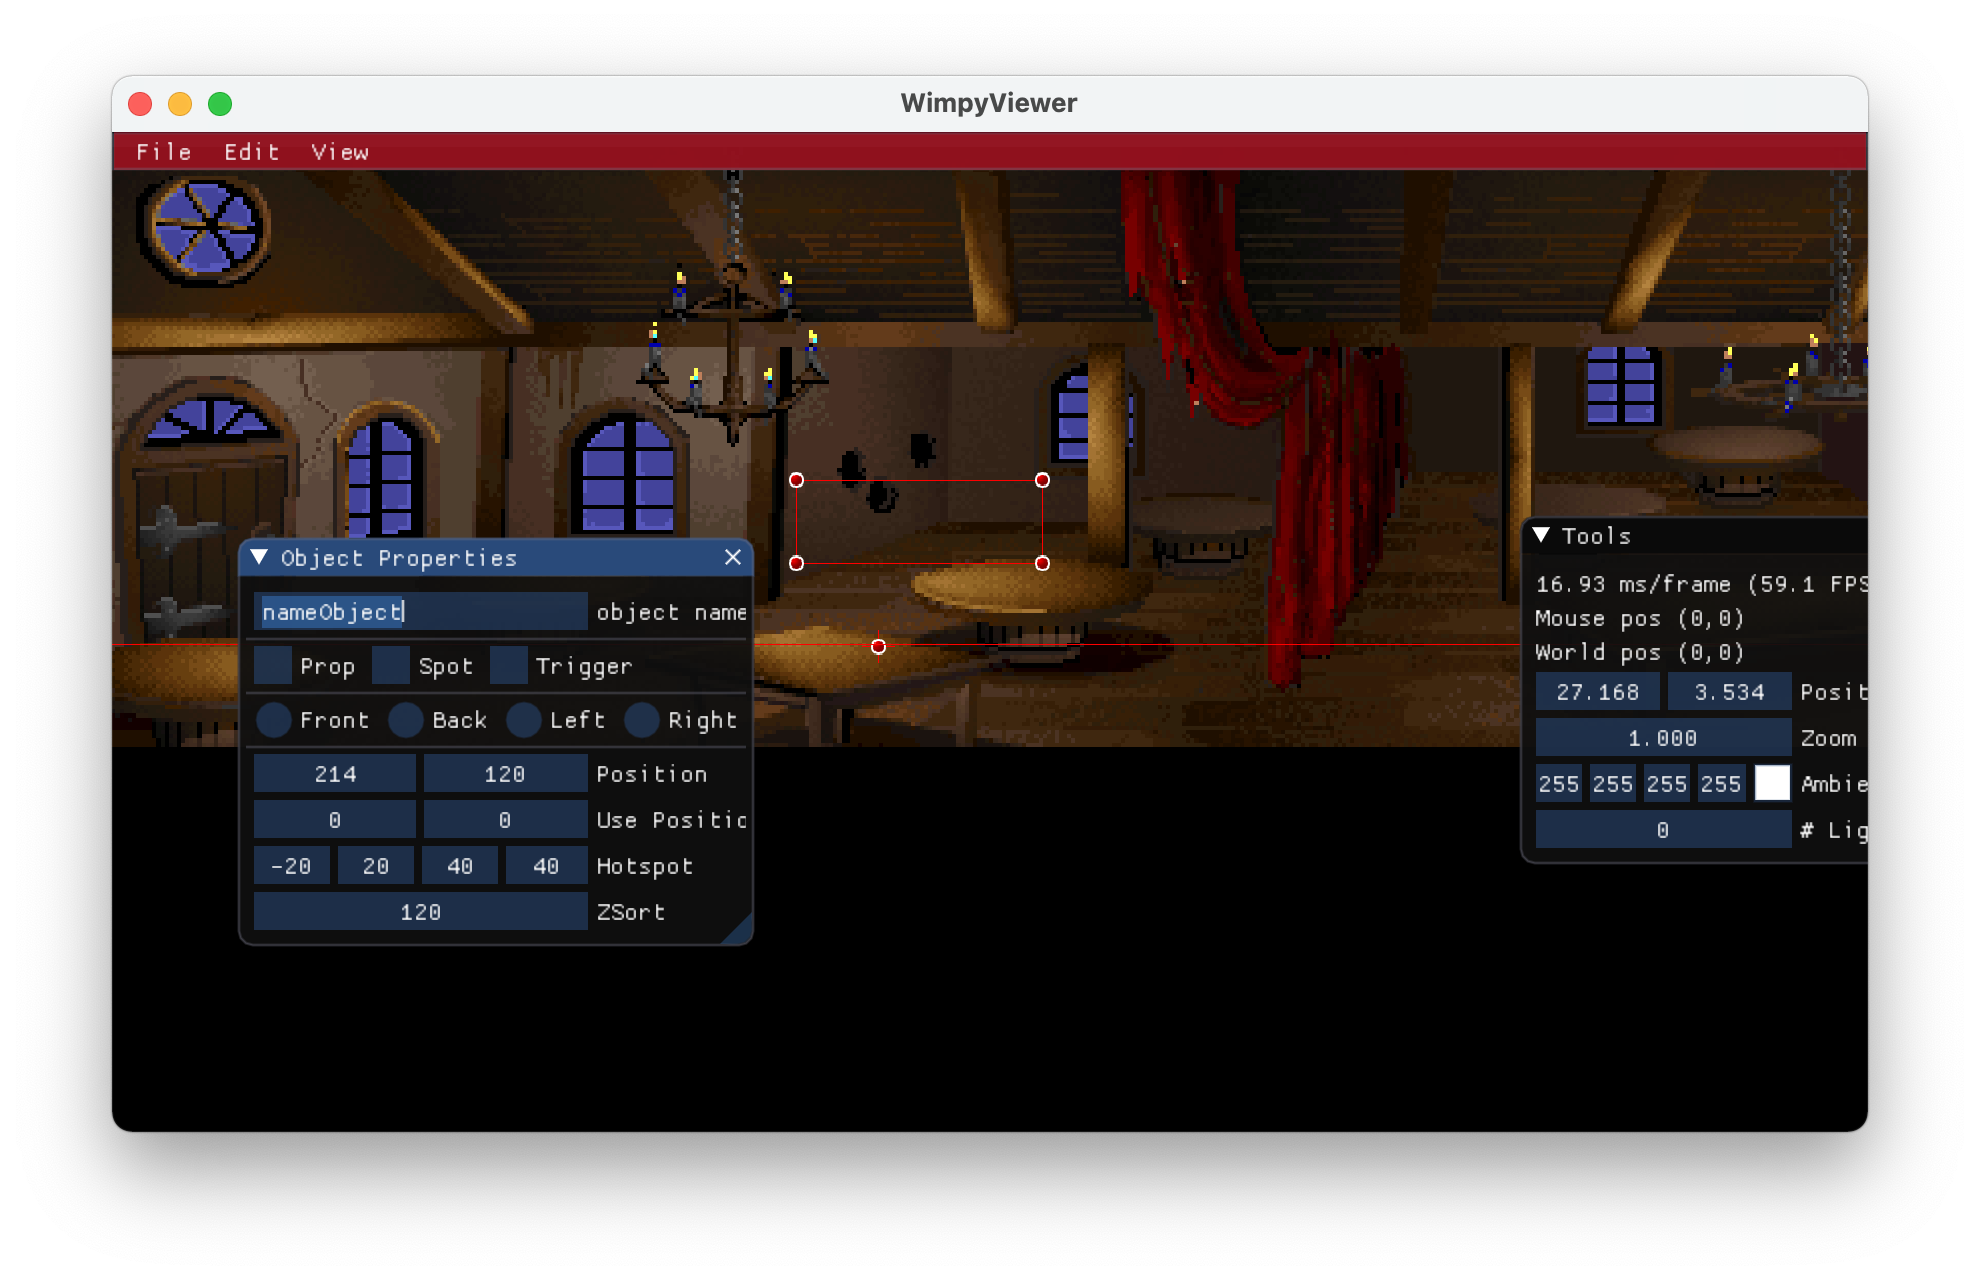 WimpyViewer
File Edit View
Object Properties
nameObject object name
Prop Spot Trigger
Front Back Left Right
214 120 Position
0 0 Use Positio
-20 20 40 40 Hotspot
120 ZSort
Tools
16.93 ms/frame (59.1 FPS
Mouse pos (0,0)
World pos (0,0)
27.168 3.534 Posit
1.000 Zoom
255 255 255 255 Ambie
0 # Lig